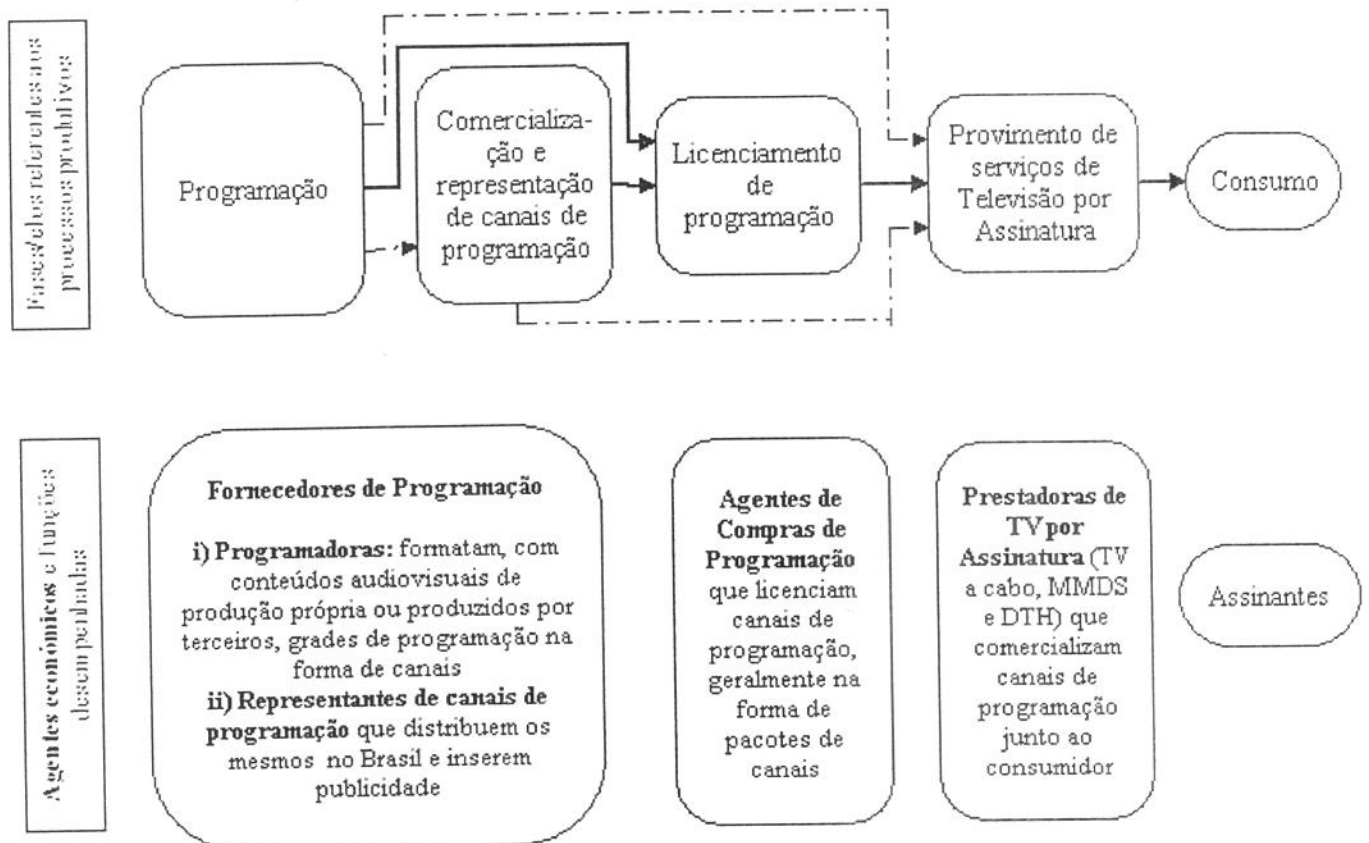 Fases/elos referentes aos
processos produtivos
Programação
Comercializa-
ção e
representação
de canais de
programação
Licenciamento
de
programação
Provimento de
serviços de
Televisão por
Assinatura
Consumo
Agentes econômicos e funções
desempenhadas
Fornecedores de Programação
i) Programadoras: formatam, com
conteúdos audiovisuais de
produção própria ou produzidos por
terceiros, grades de programação na
forma de canais
ii) Representantes de canais de
programação que distribuem os
mesmos no Brasil e inserem
publicidade
Agentes de
Compras de
Programação
que licenciam
canais de
programação,
geralmente na
forma de
pacotes de
canais
Prestadoras de
TV por
Assinatura (TV
a cabo, MMDS
e DTH) que
comercializam
canais de
programação
junto ao
consumidor
Assinantes